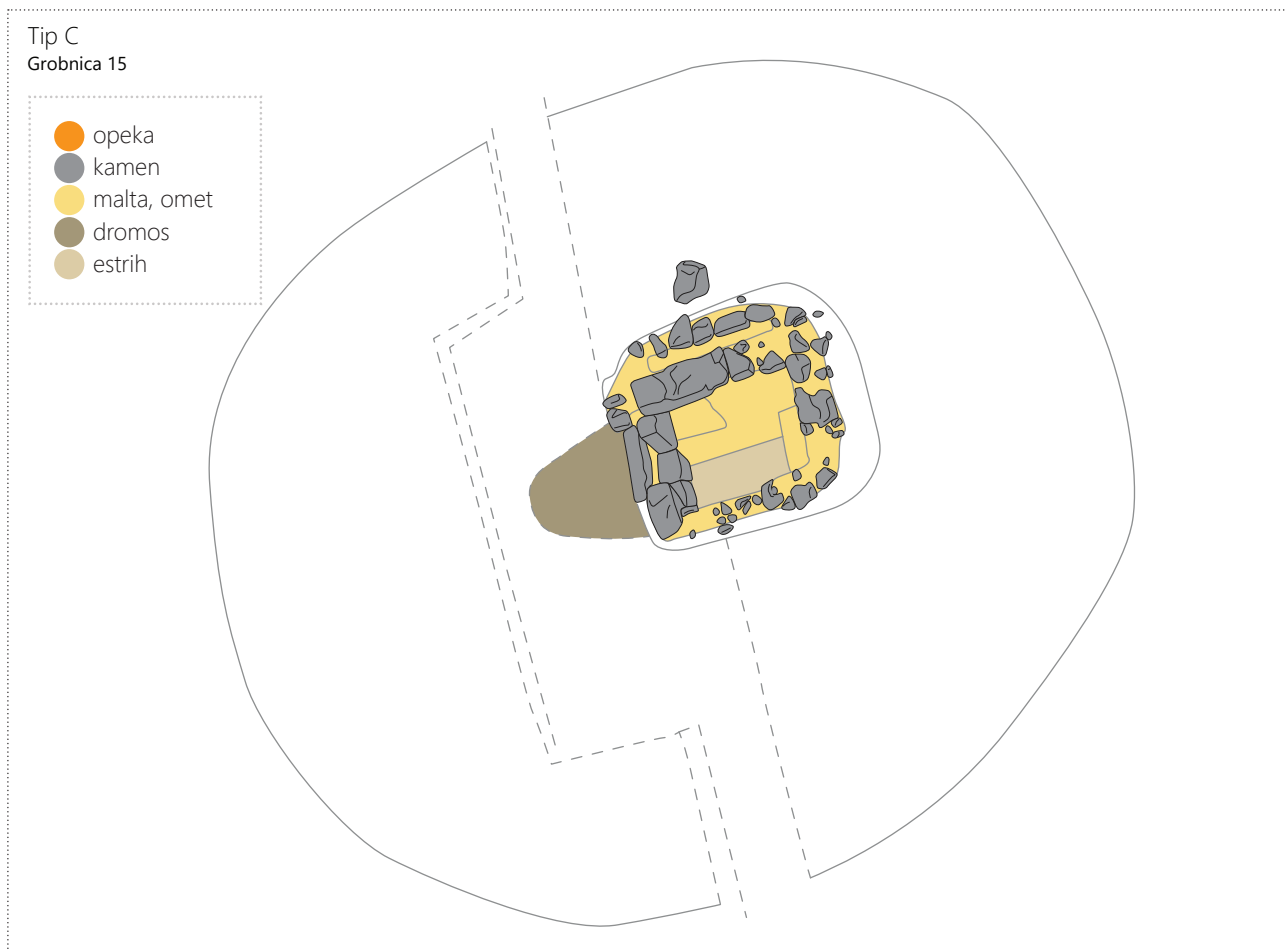 Tip C
Grobnica 15
opeka
kamen
malta, omet
dromos
estrih